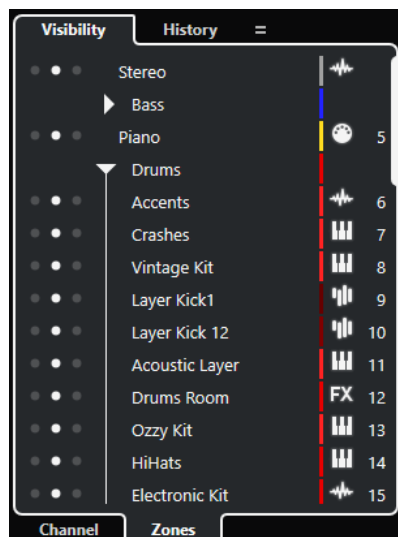 Visibility History =
Stereo
Bass
Piano 5
Drums
Accents 6
Crashes 7
Vintage Kit 8
Layer Kick1 9
Layer Kick 12 10
Acoustic Layer 11
Drums Room FX 12
Ozzy Kit 13
HiHats 14
Electronic Kit 15
Channel Zones